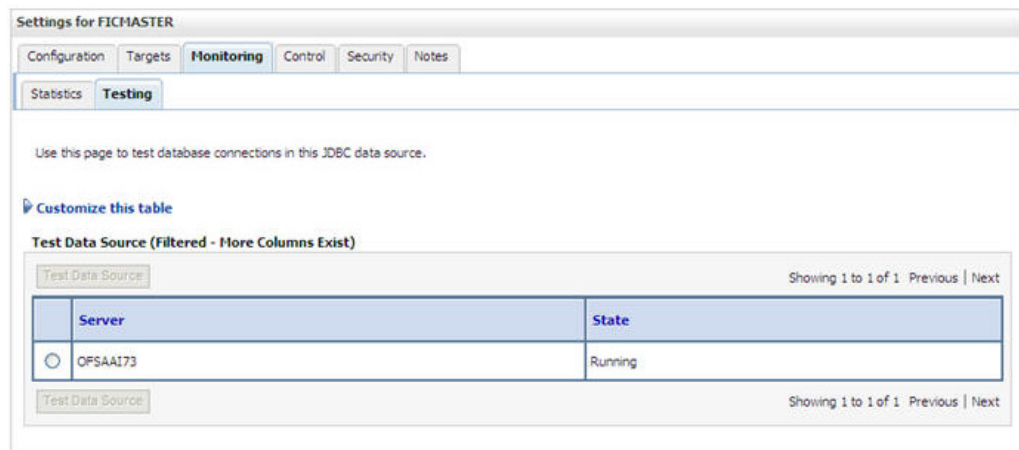 Settings for FICMASTER
Configuration Targets Monitoring Control Security Notes
Statistics Testing
Use this page to test database connections in this JDBC data source.
Customize this table
Test Data Source (Filtered - More Columns Exist)
Test Data Source Showing 1 to 1 of 1 Previous | Next
Server State
OFSAAI73 Running
Test Data Source Showing 1 to 1 of 1 Previous | Next